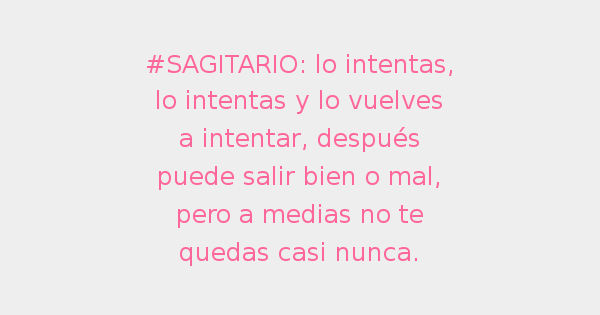 #SAGITARIO: lo intentas,
lo intentas y lo vuelves
a intentar, después
puede salir bien o mal,
pero a medias no te
quedas casi nunca.